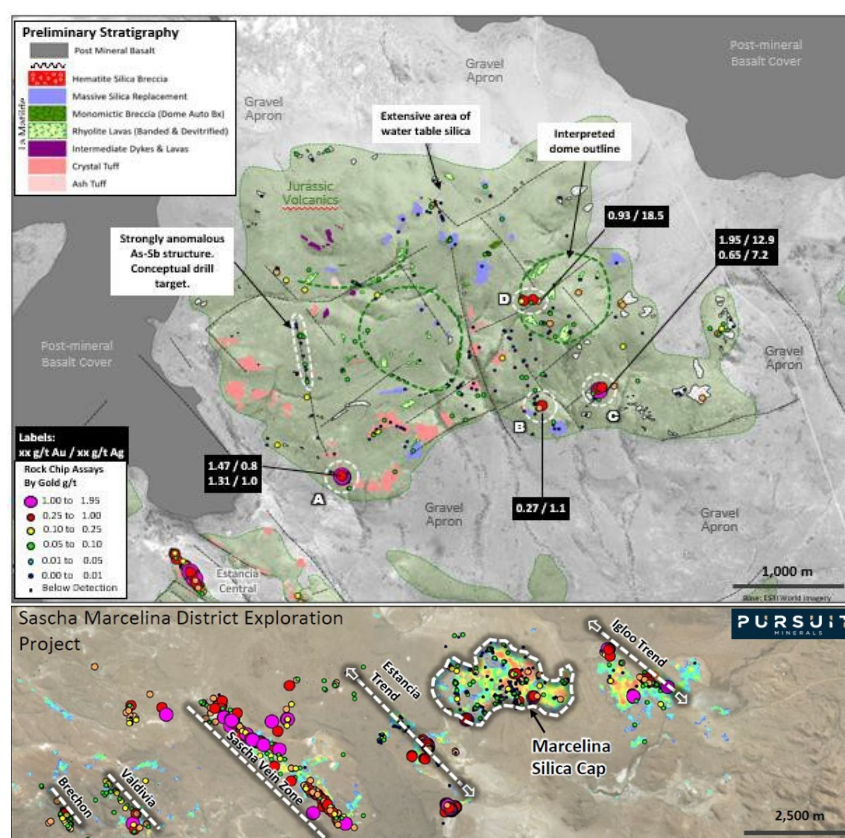 Preliminary Stratigraphy
Post Mineral Basalt
Hematite Silica Breccia
Massive Silica Replacement
Monomictic Breccia (Dome Auto Bx)
Rhyolite Lavas (Banded & Devitrified)
Intermediate Dykes & Lavas
Crystal Tuff
Ash Tuff
La Matilde
Post-mineral
Basalt Cover
Gravel
Apron
Gravel
Apron
Gravel
Apron
Extensive area of
water table silica
Interpreted
dome outline
Jurassic
Volcanics
0.93 / 18.5
1.95 / 12.9
0.65 / 7.2
Strongly anomalous
As-Sb structure.
Conceptual drill
target.
D
Post-mineral
Basalt Cover
Gravel
Apron
B
C
Labels:
xx g/t Au / xx g/t Ag
Rock Chip Assays
By Gold g/t
1.00 to 1.95
0.25 to 1.00
0.10 to 0.25
0.05 to 0.10
0.01 to 0.05
0.00 to 0.01
Below Detection
1.47 / 0.8
1.31 / 1.0
A
0.27 / 1.1
Gravel
Apron
Gravel
Apron
Estancia
Central
1,000 m
Base: ESRI World Imagery
Sascha Marcelina District Exploration
Project
PURSUIT
MINERALS
Igloo Trend
Estancia
Trend
Marcelina
Silica Cap
Sascha Vein Zone
Valdivia
Brechon
2,500 m